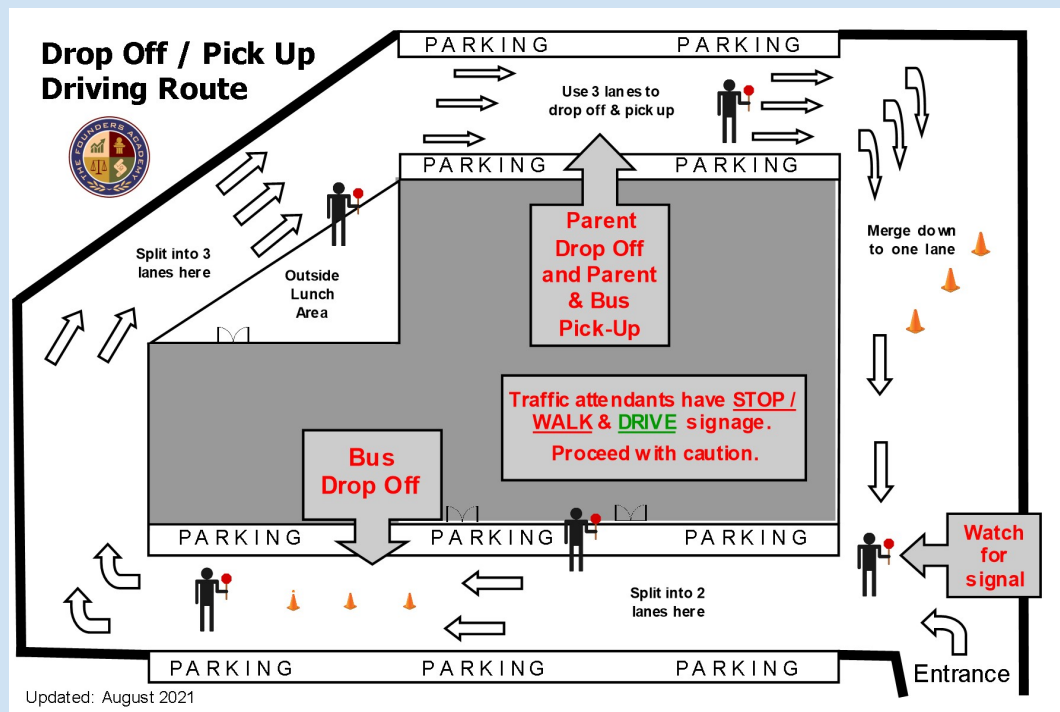 Drop Off / Pick Up
Driving Route
THE FOUNDERS ACADEMY
PARKING
PARKING
Use 3 lanes to
drop off & pick up
PARKING
PARKING
Split into 3
lanes here
Outside
Lunch
Area
Parent
Drop Off
and Parent
& Bus
Pick-Up
Merge down
to one lane
Traffic attendants have STOP /
WALK & DRIVE signage.
Proceed with caution.
Bus
Drop Off
PARKING
PARKING
PARKING
Watch
for
signal
Split into 2
lanes here
PARKING
PARKING
PARKING
Entrance
Updated: August 2021